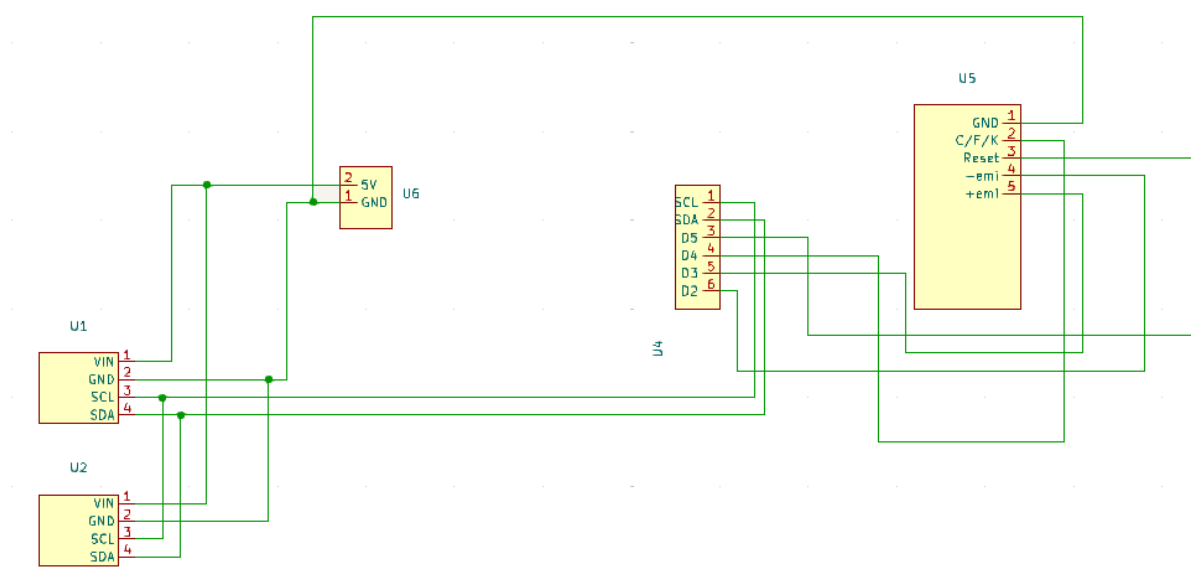 U5
GND 1
C/F/K 2
Reset 3
-emi 4
+emi 5
2 5V
1 GND
U6
SCL 1
SDA 2
D5 3
D4 4
D3 5
D2 6
U4
U1
VIN 1
GND 2
SCL 3
SDA 4
U2
VIN 1
GND 2
SCL 3
SDA 4